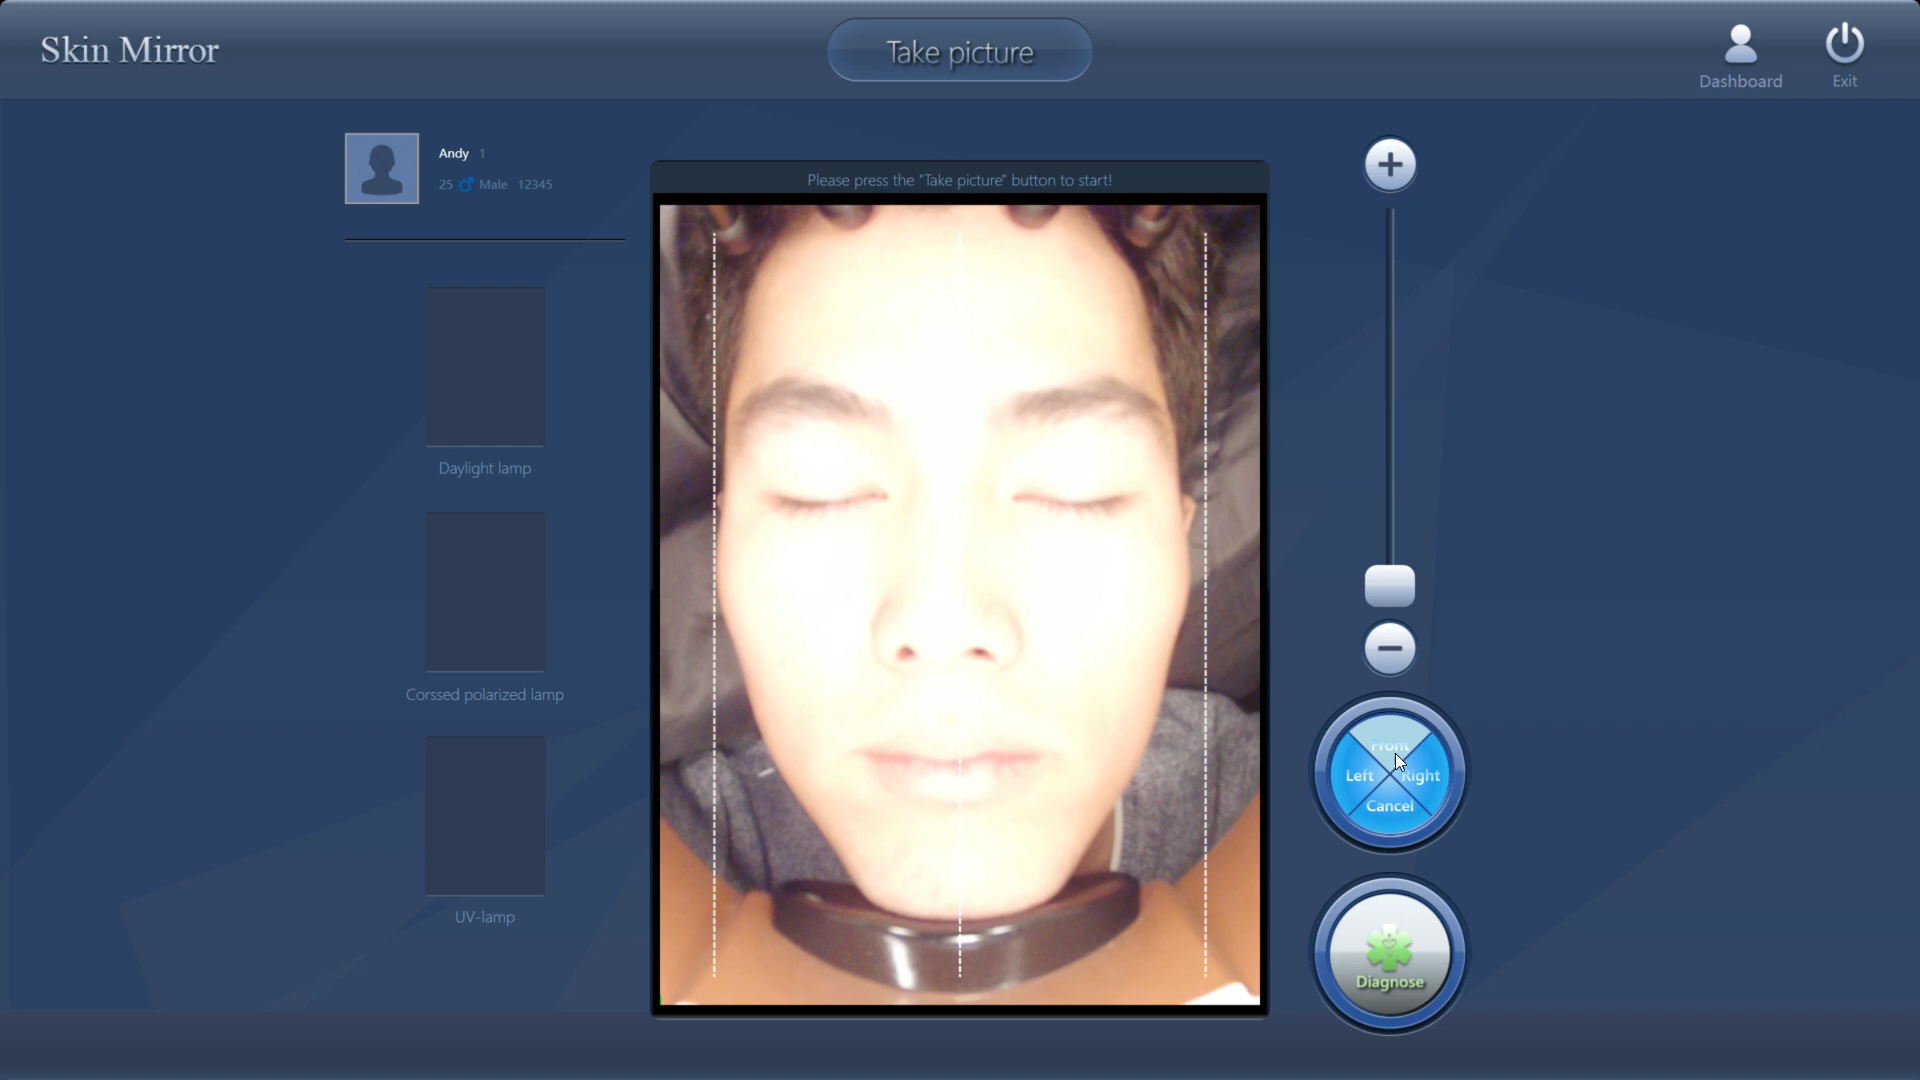 Skin Mirror
Take picture
Dashboard
Exit
Andy 1
25 Male 12345
Please press the "Take picture" button to start!
Daylight lamp
Corssed polarized lamp
UV-lamp
Front
Left Right
Cancel
Diagnose